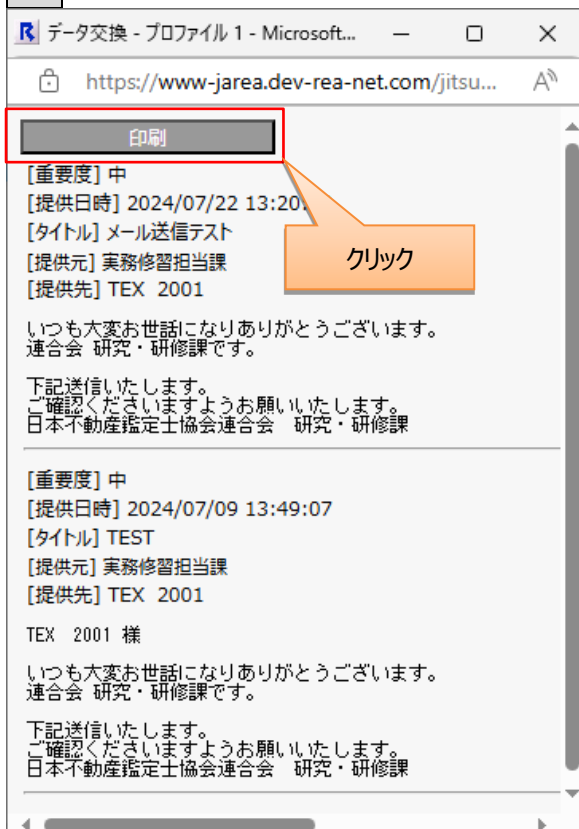 データ交換 - プロファイル 1 - Microsoft...
https://www-jarea.dev-rea-net.com/jitsu...
印刷
[重要度] 中
[提供日時] 2024/07/22 13:20:
[タイトル] メール送信テスト
クリック
[提供元] 実務修習担当課
[提供先] TEX 2001
いつも大変お世話になりありがとうございます。
連合会 研究・研修課です。
下記送信いたします。
ご確認くださいますようお願いいたします。
日本不動産鑑定士協会連合会 研究・研修課
[重要度] 中
[提供日時] 2024/07/09 13:49:07
[タイトル] TEST
[提供元] 実務修習担当課
[提供先] TEX 2001
TEX 2001 様
いつも大変お世話になりありがとうございます。
連合会 研究・研修課です。
下記送信いたします。
ご確認くださいますようお願いいたします。
日本不動産鑑定士協会連合会 研究・研修課